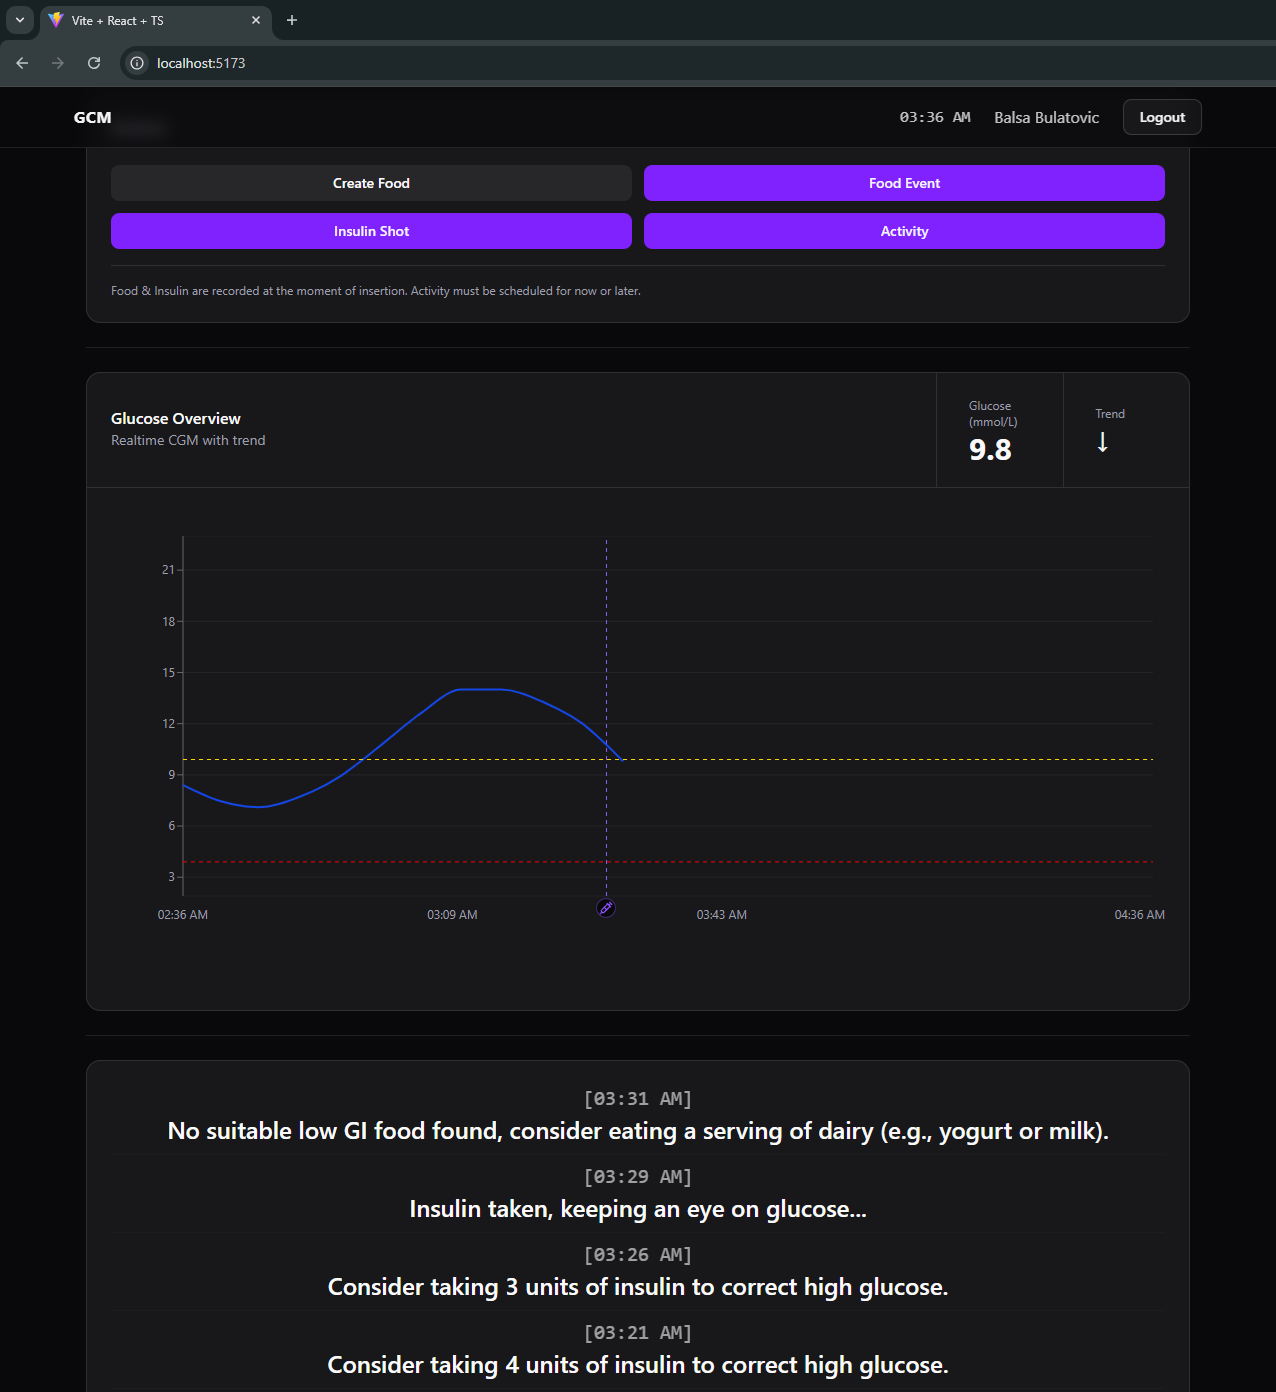 Vite + React + TS
localhost:5173
GCM
03:36 AM
Balsa Bulatovic
Logout
Create Food
Food Event
Insulin Shot
Activity
Food & Insulin are recorded at the moment of insertion. Activity must be scheduled for now or later.
Glucose Overview
Realtime CGM with trend
Glucose
(mmol/L)
9.8
Trend
21
18
15
12
9
6
3
02:36 AM
03:09 AM
03:43 AM
04:36 AM
[03:31 AM]
No suitable low GI food found, consider eating a serving of dairy (e.g., yogurt or milk).
[03:29 AM]
Insulin taken, keeping an eye on glucose...
[03:26 AM]
Consider taking 3 units of insulin to correct high glucose.
[03:21 AM]
Consider taking 4 units of insulin to correct high glucose.